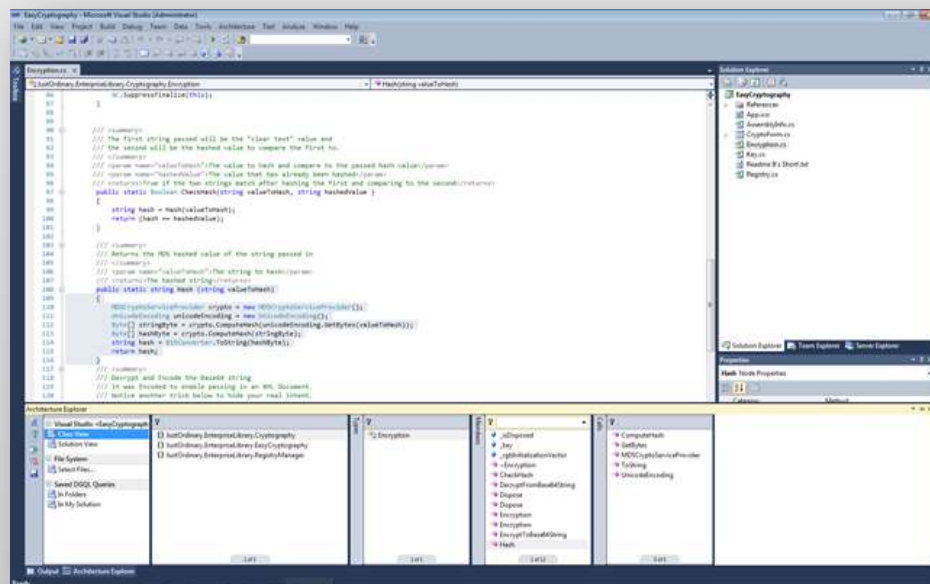 EasyCryptography - Microsoft Visual Studio (Administrator)
File Edit View Project Build Debug Team Data Tools Architecture Test Analyze Window Help
Encryption.cs
JustOrdinary.EnterpriseLibrary.Cryptography.Encryption
Hash(string valueToHash)
GC.SuppressFinalize(this);
}
/// <summary>
/// The first string passed will be the "clear text" value and
/// the second will be the hashed value to compare the first to.
/// </summary>
/// <param name="valueToHash">The value to hash and compare to the passed hash value</param>
/// <param name="hashedValue">The value that has already been hashed</param>
/// <returns>True if the two strings match after hashing the first and comparing to the second</returns>
public static Boolean CheckHash(string valueToHash, string hashedValue )
{
string hash = Hash(valueToHash);
return (hash == hashedValue);
}
/// <summary>
/// Returns the MD5 hashed value of the string passed in
/// </summary>
/// <param name="valueToHash">The string to hash</param>
/// <returns>The hashed string</returns>
public static string Hash (string valueToHash)
{
MD5CryptoServiceProvider crypto = new MD5CryptoServiceProvider();
UnicodeEncoding unicodeEncoding = new UnicodeEncoding();
Byte[] stringByte = crypto.ComputeHash(unicodeEncoding.GetBytes(valueToHash));
Byte[] hashByte = crypto.ComputeHash(stringByte);
string hash = BitConverter.ToString(hashByte);
return hash;
}
/// <summary>
/// Decrypt and Encode the Base64 string
/// It was Encoded to enable passing in an XML Document.
/// Notice another trick below to hide your real intent.
Solution Explorer
EasyCryptography
References
App.ico
AssemblyInfo.cs
CryptoForm.cs
Encryption.cs
Key.cs
Readme It's Short.txt
Registry.cs
Solution Explorer Team Explorer Server Explorer
Properties
Hash Node Properties
Category Method
Architecture Explorer
Visual Studio - EasyCryptography
Class View
Solution View
File System
Select Files...
Saved DGQL Queries
In Folders
In My Solution
JustOrdinary.EnterpriseLibrary.Cryptography
JustOrdinary.EnterpriseLibrary.EasyCryptography
JustOrdinary.EnterpriseLibrary.RegistryManager
Types
Encryption
Members
_isDisposed
_key
_rgbInitializationVector
~Encryption
CheckHash
DecryptFromBase64String
Dispose
Dispose
Encryption
Encryption
EncryptToBase64String
Hash
Calls
ComputeHash
GetBytes
MD5CryptoServiceProvider
ToString
UnicodeEncoding
Output Architecture Explorer
Ready